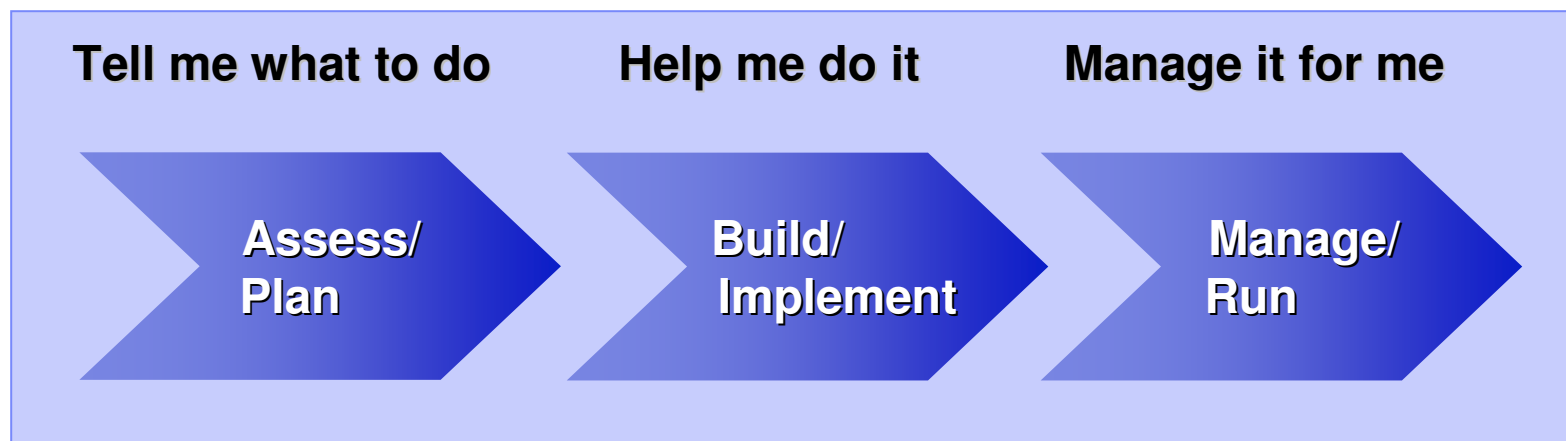 Tell me what to do
Help me do it
Manage it for me
Assess/
Plan
Build/
Implement
Manage/
Run